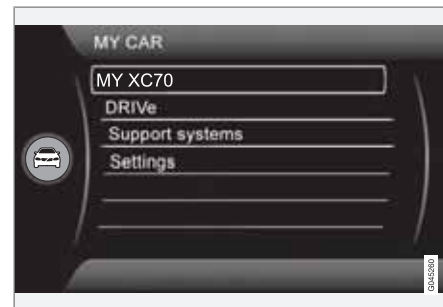 MY CAR
MY XC70
DRIVe
Support systems
Settings
G045260